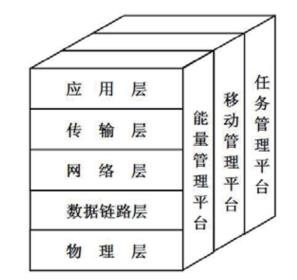 应用层
传输层
网络层
数据链路层
物理层
能量管理平台
移动管理平台
任务管理平台